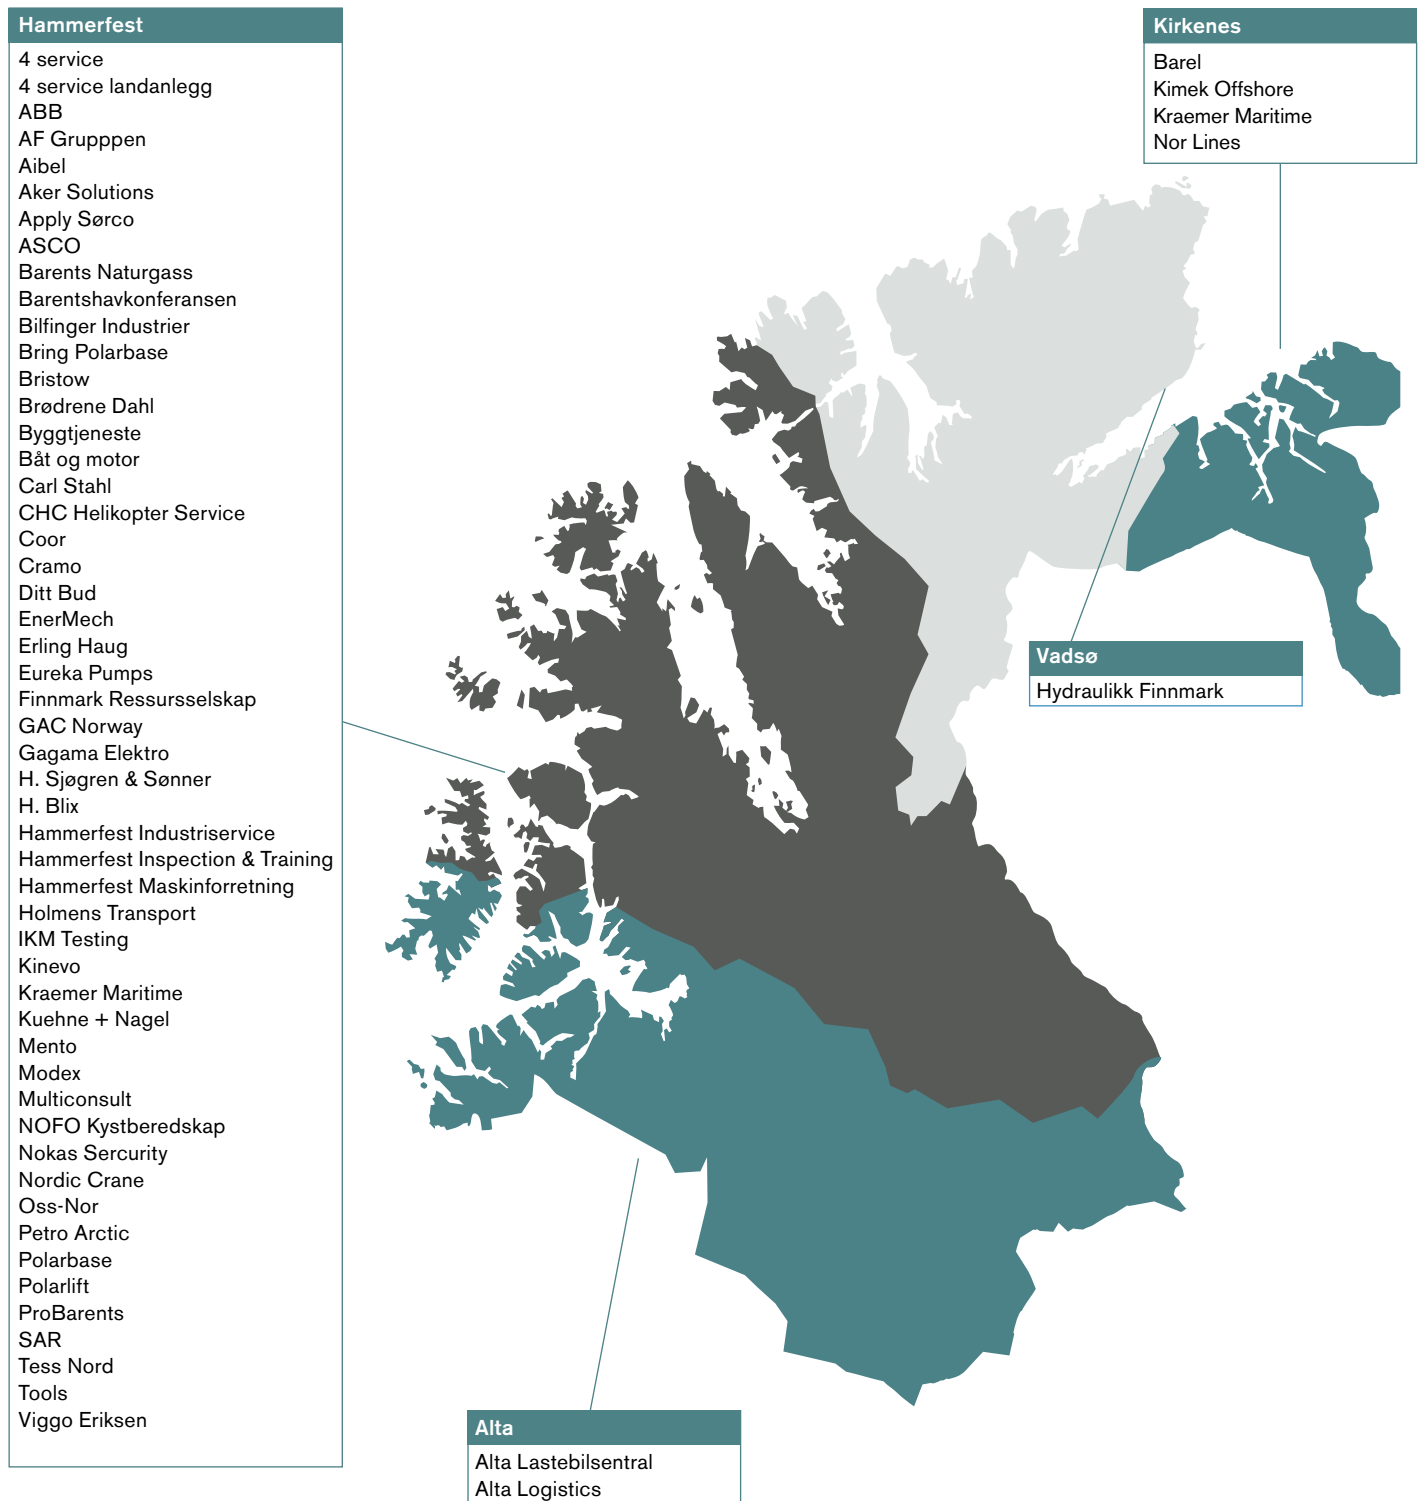 Hammerfest
4 service
4 service landanlegg
ABB
AF Grupppen
Aibel
Aker Solutions
Apply Sørco
ASCO
Barents Naturgass
Barentshavkonferansen
Bilfinger Industrier
Bring Polarbase
Bristow
Brødrene Dahl
Byggtjeneste
Båt og motor
Carl Stahl
CHC Helikopter Service
Coor
Cramo
Ditt Bud
EnerMech
Erling Haug
Eureka Pumps
Finnmark Ressursselskap
GAC Norway
Gagama Elektro
H. Sjøgren & Sønner
H. Blix
Hammerfest Industriservice
Hammerfest Inspection & Training
Hammerfest Maskinforretning
Holmens Transport
IKM Testing
Kinevo
Kraemer Maritime
Kuehne + Nagel
Mento
Modex
Multiconsult
NOFO Kystberedskap
Nokas Sercurity
Nordic Crane
Oss-Nor
Petro Arctic
Polarbase
Polarlift
ProBarents
SAR
Tess Nord
Tools
Viggo Eriksen
Kirkenes
Barel
Kimek Offshore
Kraemer Maritime
Nor Lines
Vadsø
Hydraulikk Finnmark
Alta
Alta Lastebilsentral
Alta Logistics